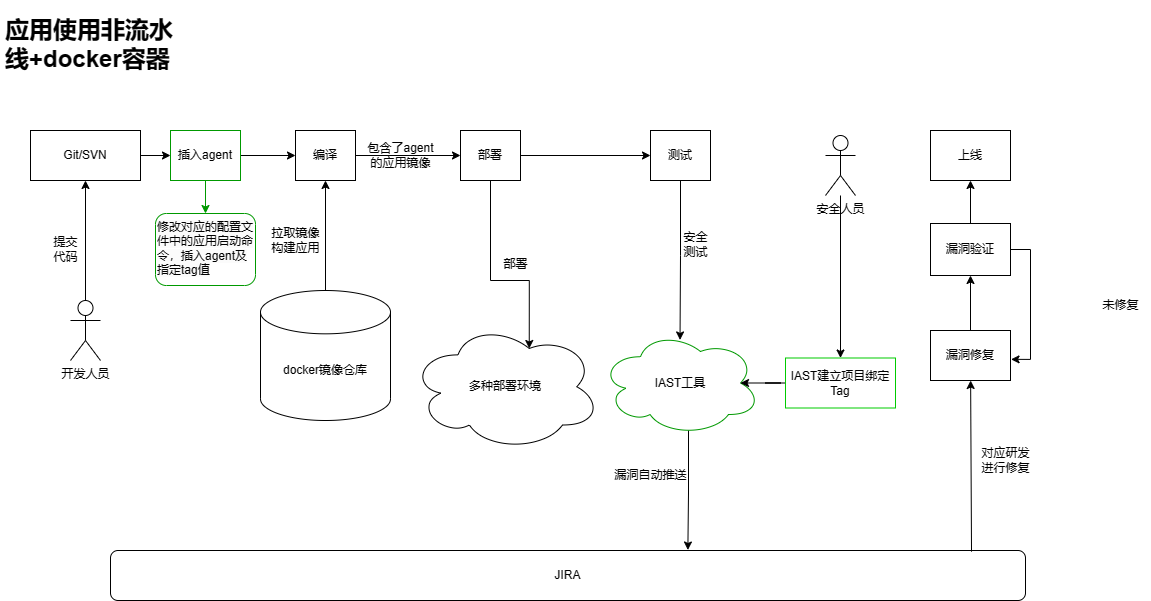 应用使用非流水
线+docker容器
Git/SVN
插入agent
编译
包含了agent
的应用镜像
部署
测试
上线
安全人员
修改对应的配置文
件中的应用启动命
令，插入agent及
指定tag值
提交
代码
拉取镜像
构建应用
部署
安全
测试
漏洞验证
未修复
开发人员
docker镜像仓库
多种部署环境
IAST工具
IAST建立项目绑定
Tag
漏洞修复
漏洞自动推送
对应研发
进行修复
JIRA